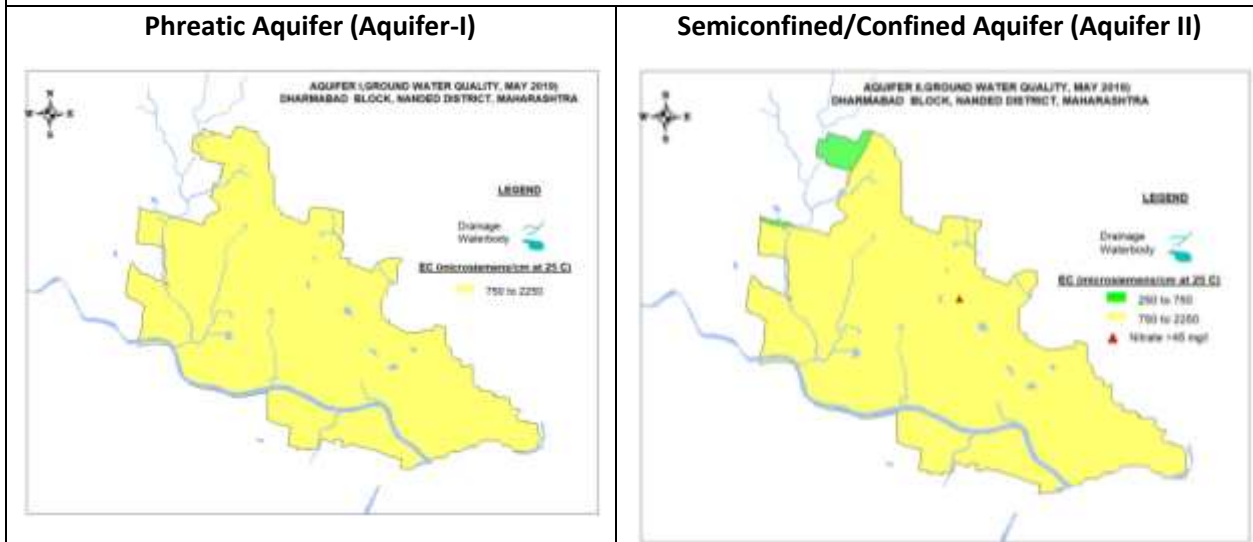 Phreatic Aquifer (Aquifer-I)
AQUIFER I,GROUND WATER QUALITY, MAY 2019)
DHARMABAD BLOCK, NANDED DISTRICT, MAHARASHTRA
N
W E
S
LEGEND
Drainage
Waterbody
EC (microsiemens/cm at 25 C)
750 to 2250
Semiconfined/Confined Aquifer (Aquifer II)
AQUIFER II,GROUND WATER QUALITY, MAY 2019)
DHARMABAD BLOCK, NANDED DISTRICT, MAHARASHTRA
N
W E
S
LEGEND
Drainage
Waterbody
EC (microsiemens/cm at 25 C)
250 to 750
750 to 2250
Nitrate >45 mg/l